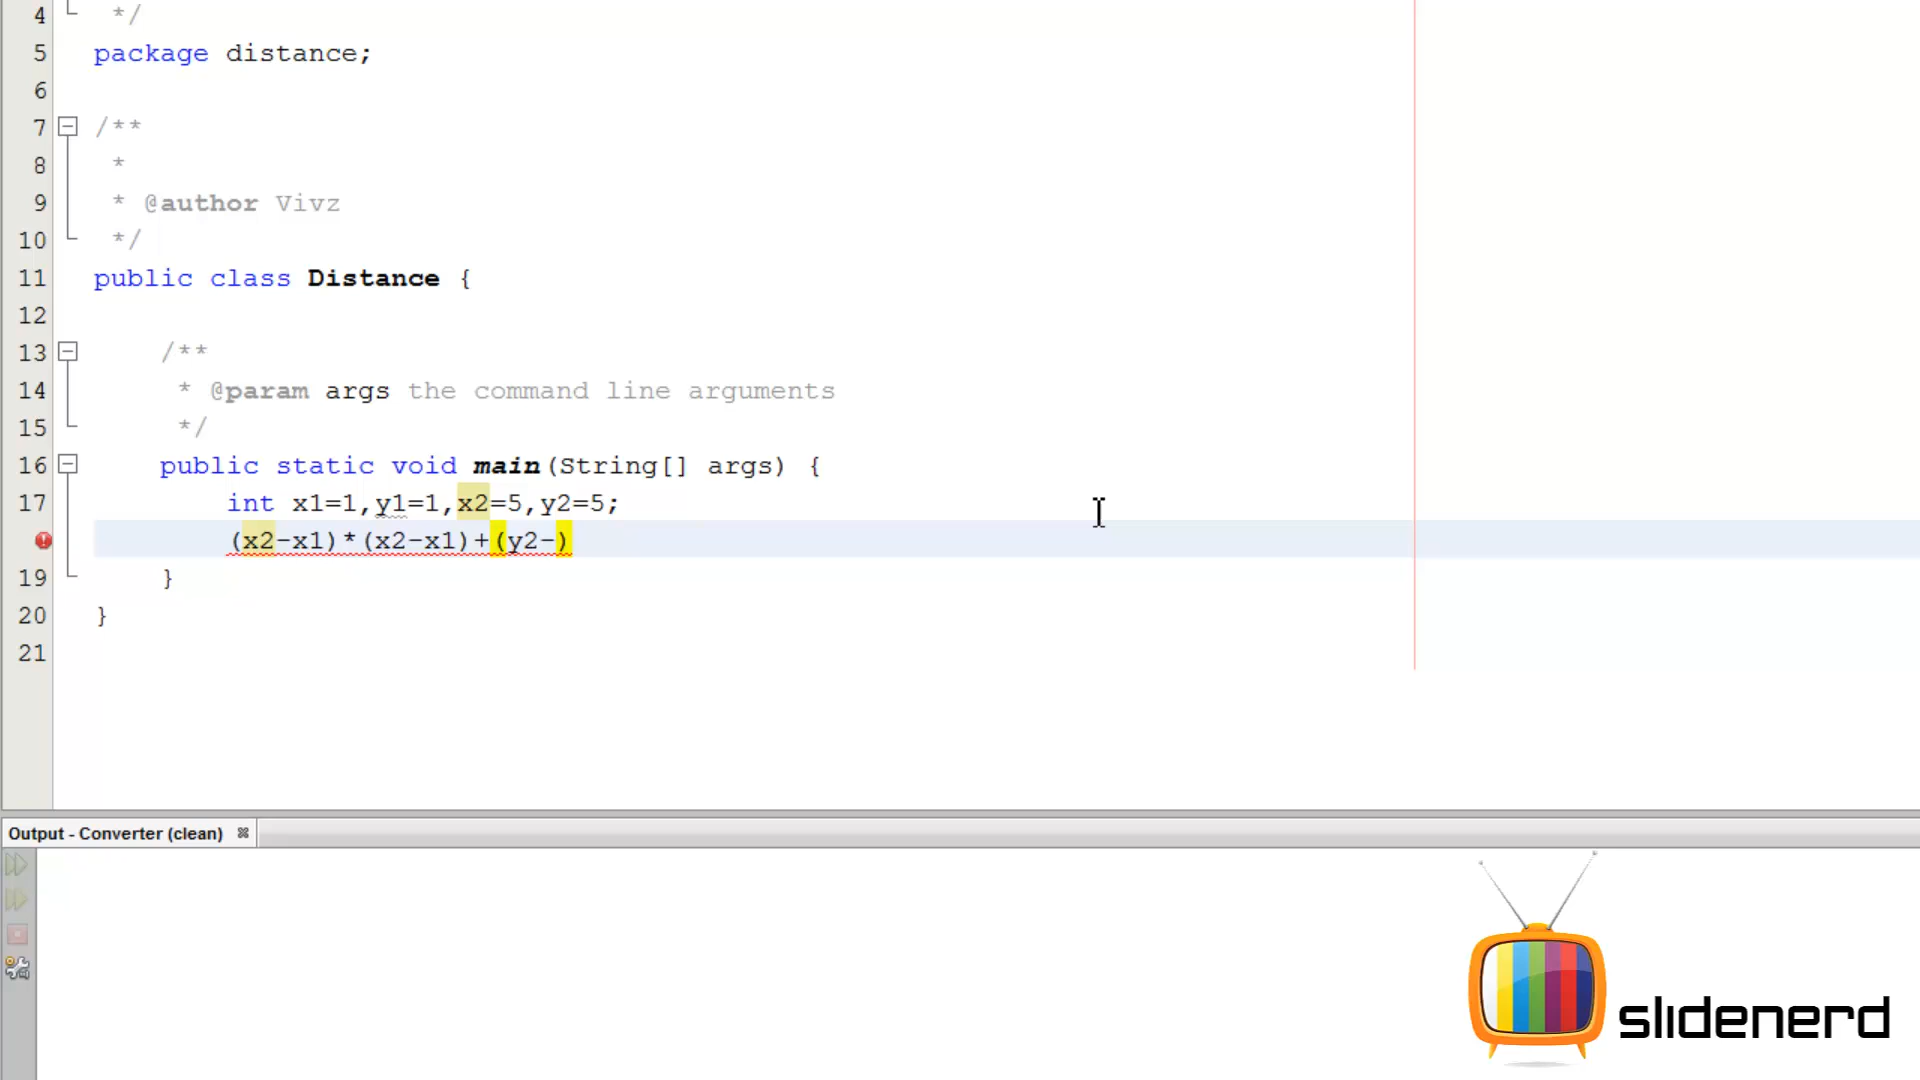 4 */
5 package distance;
6
7 /**
8 *
9 * @author Vivz
10 */
11 public class Distance {
12
13 /**
14 * @param args the command line arguments
15 */
16 public static void main(String[] args) {
17 int x1=1,y1=1,x2=5,y2=5;
(x2-x1)*(x2-x1)+(y2-)
19 }
20 }
21
Output - Converter (clean)
slidenerd